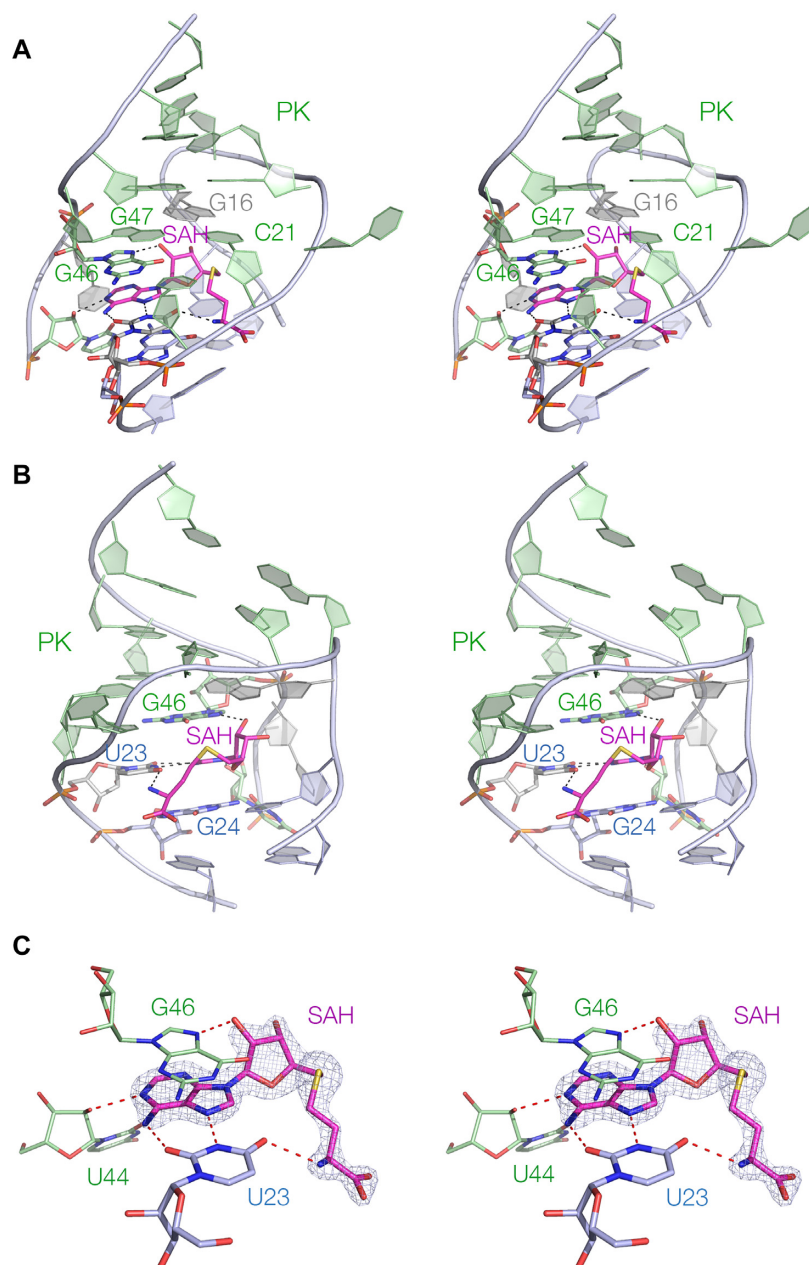 A
PK PK
G16 G16
G47 SAH C21 G47 SAH C21
G46 G46
B
PK PK
G46 G46
SAH SAH
U23 U23
G24 G24
C
G46 SAH G46 SAH
U44 U23 U44 U23